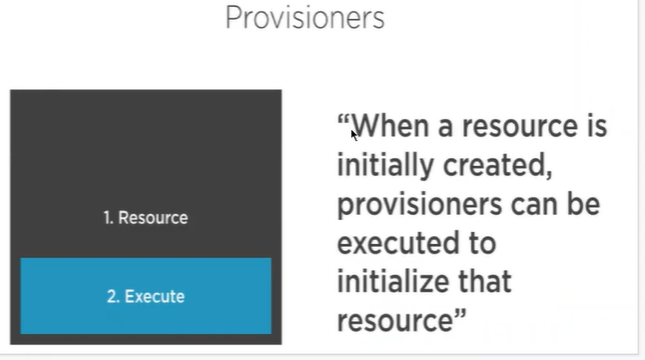 Provisioners
1. Resource
2. Execute
“When a resource is
initially created,
provisioners can be
executed to
initialize that
resource”